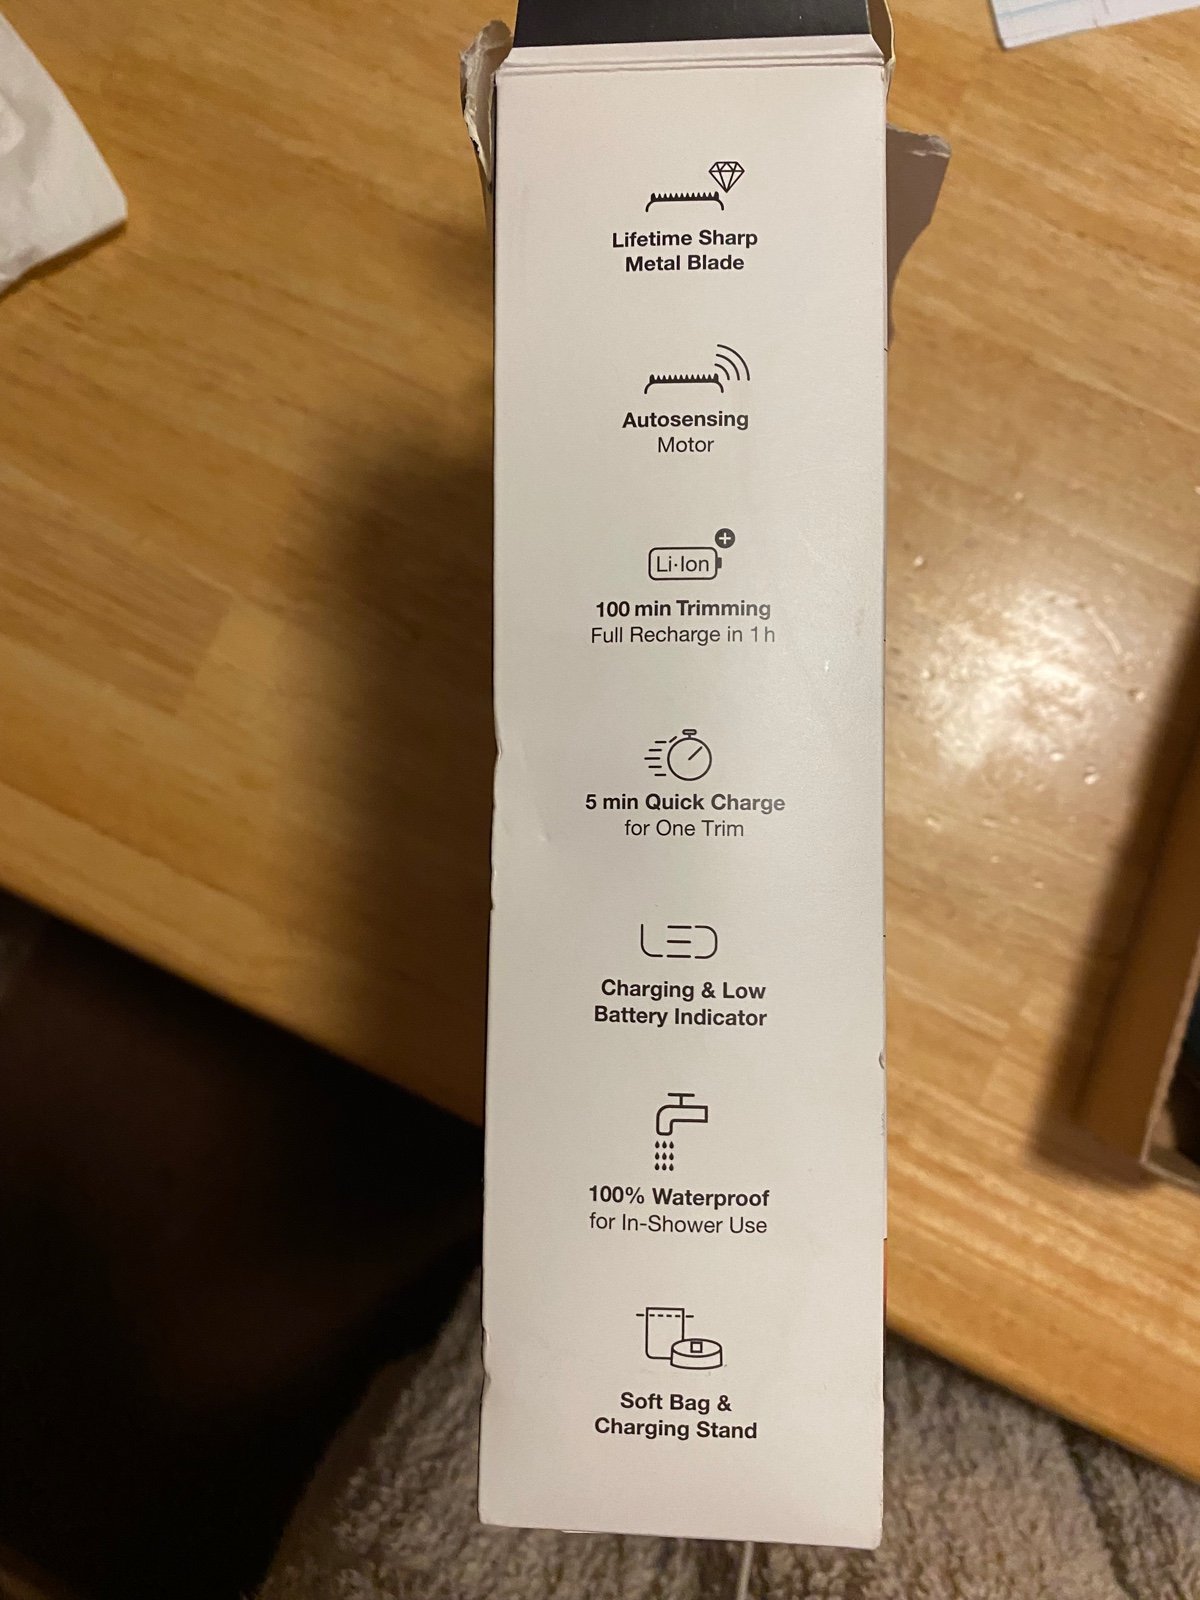 Lifetime Sharp
Metal Blade
Autosensing
Motor
Li·Ion
100 min Trimming
Full Recharge in 1 h
5 min Quick Charge
for One Trim
LED
Charging & Low
Battery Indicator
100% Waterproof
for In-Shower Use
Soft Bag &
Charging Stand